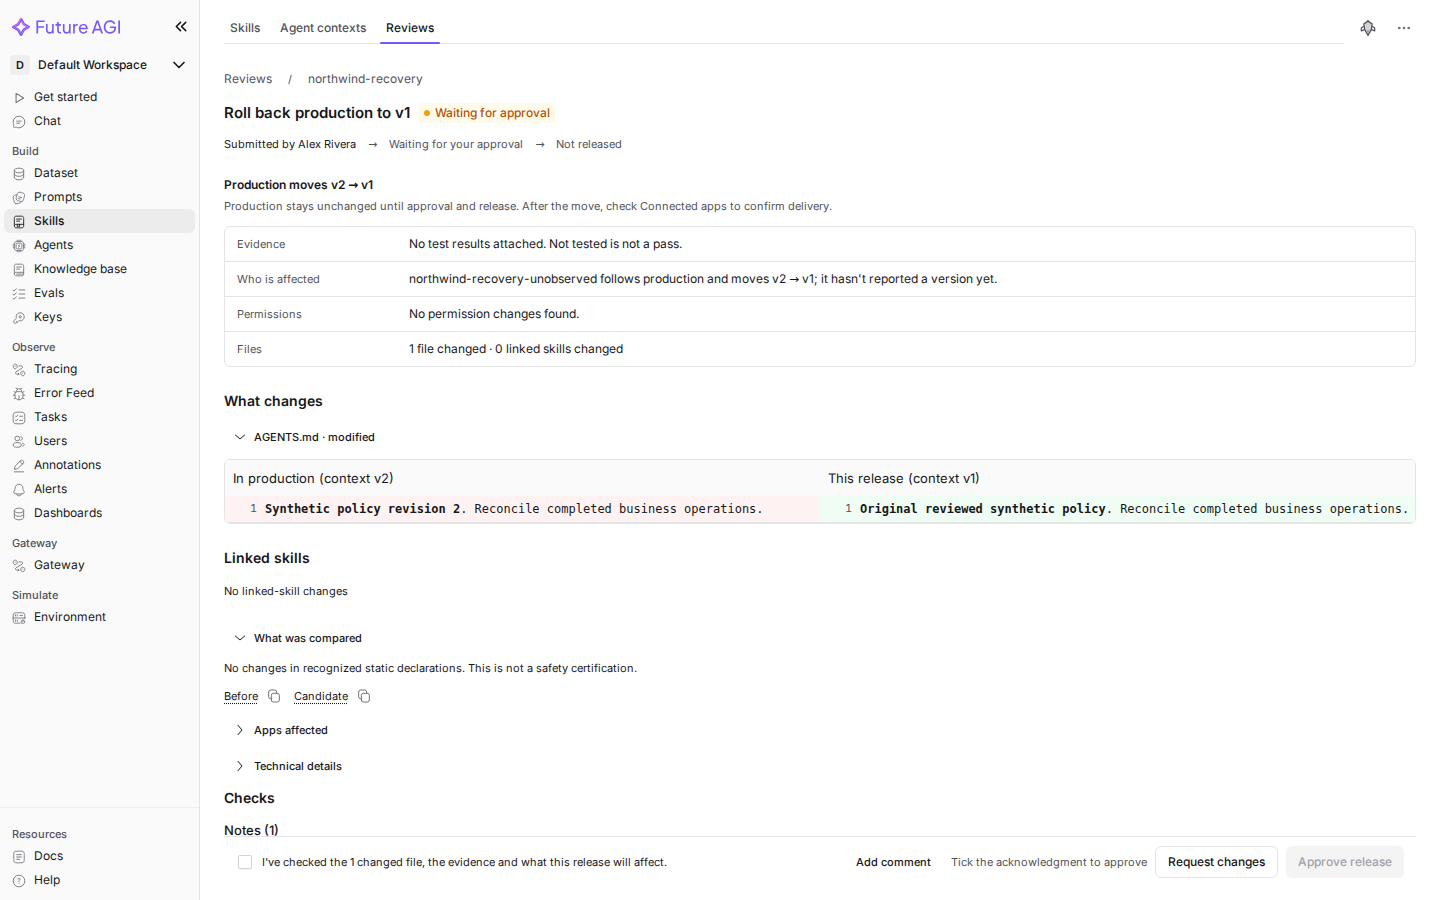 Future AGI
D Default Workspace
Get started
Chat
Build
Dataset
Prompts
Skills
Agents
Knowledge base
Evals
Keys
Observe
Tracing
Error Feed
Tasks
Users
Annotations
Alerts
Dashboards
Gateway
Gateway
Simulate
Environment
Resources
Docs
Help
Skills Agent contexts Reviews
Reviews / northwind-recovery
Roll back production to v1 Waiting for approval
Submitted by Alex Rivera → Waiting for your approval → Not released
Production moves v2 → v1
Production stays unchanged until approval and release. After the move, check Connected apps to confirm delivery.
Evidence No test results attached. Not tested is not a pass.
Who is affected northwind-recovery-unobserved follows production and moves v2 → v1; it hasn't reported a version yet.
Permissions No permission changes found.
Files 1 file changed · 0 linked skills changed
What changes
AGENTS.md · modified
In production (context v2) This release (context v1)
1 Synthetic policy revision 2. Reconcile completed business operations. 1 Original reviewed synthetic policy. Reconcile completed business operations.
Linked skills
No linked-skill changes
What was compared
No changes in recognized static declarations. This is not a safety certification.
Before Candidate
Apps affected
Technical details
Checks
Notes (1)
I've checked the 1 changed file, the evidence and what this release will affect. Add comment Tick the acknowledgment to approve Request changes Approve release